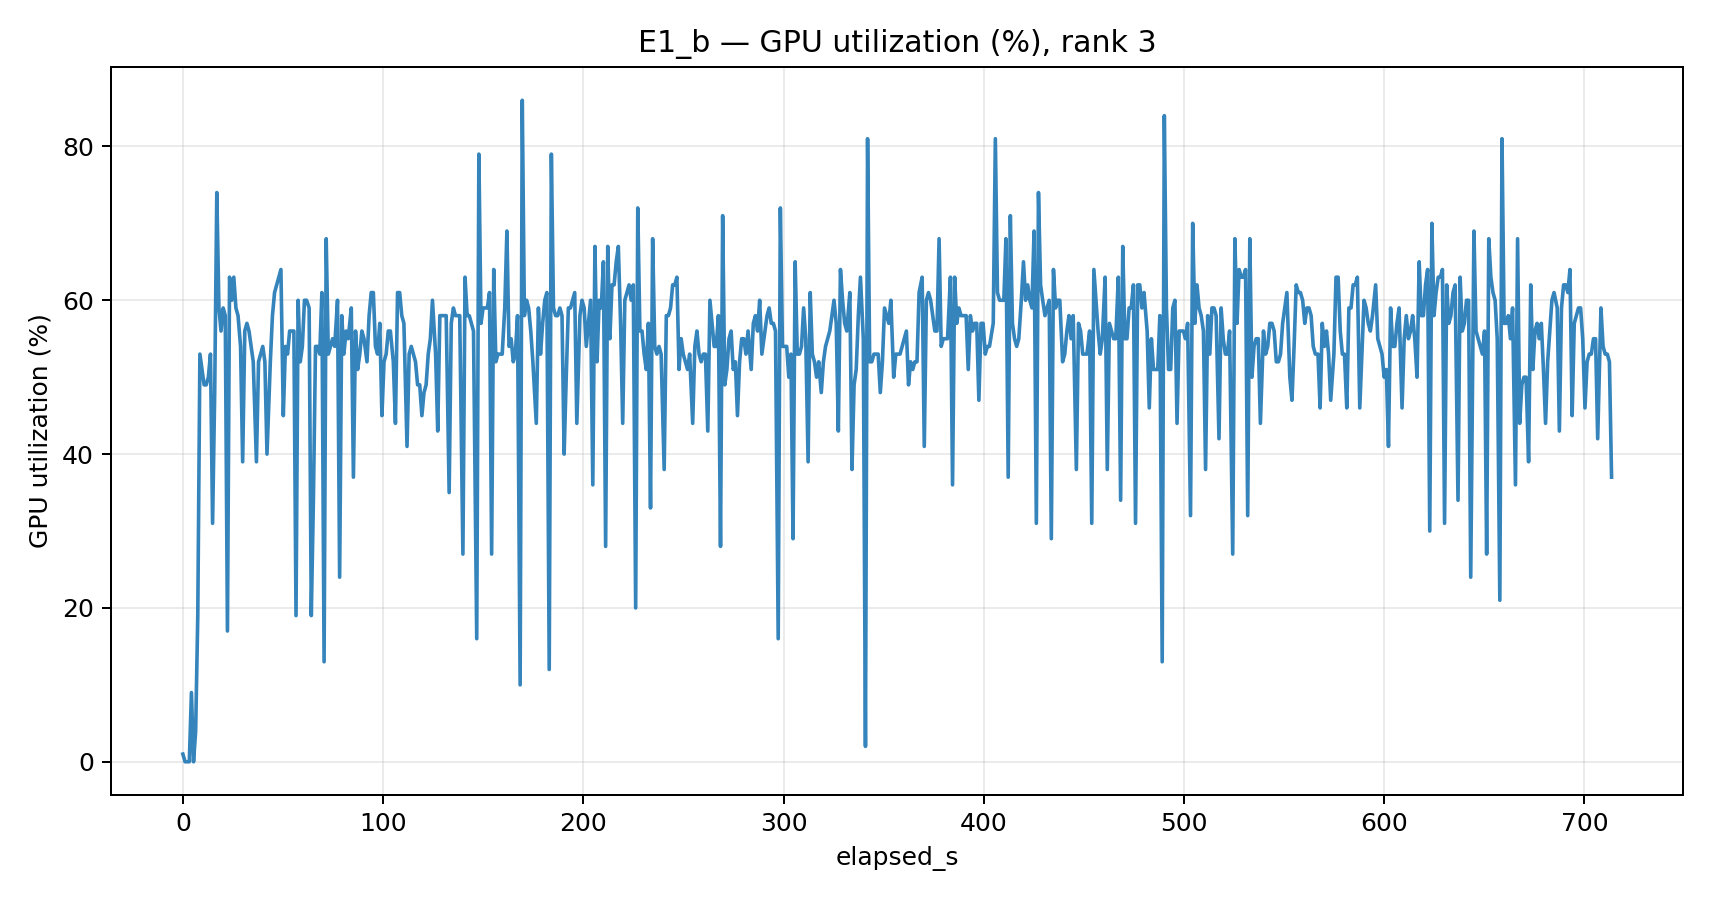 E1_b — GPU utilization (%), rank 3
GPU utilization (%)
80
60
40
20
0
0 100 200 300 400 500 600 700
elapsed_s